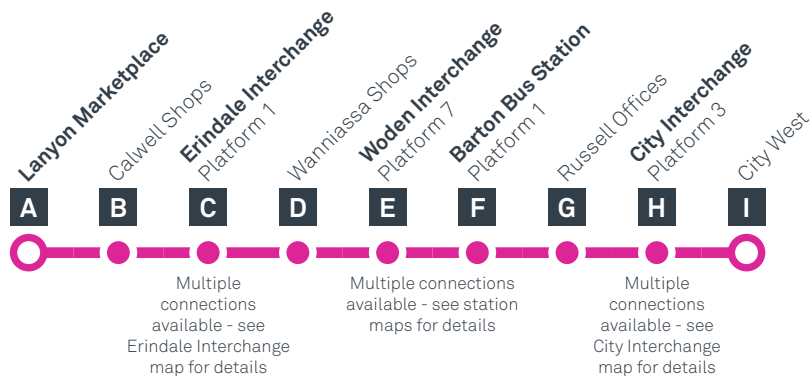 Lanyon Marketplace
Calwell Shops
Erindale Interchange
Platform 1
Wanniassa Shops
Woden Interchange
Platform 7
Barton Bus Station
Platform 1
Russell Offices
City Interchange
Platform 3
City West
A B C D E F G H I
Multiple
connections
available - see
Erindale Interchange
map for details
Multiple connections
available - see station
maps for details
Multiple
connections
available - see
City Interchange
map for details